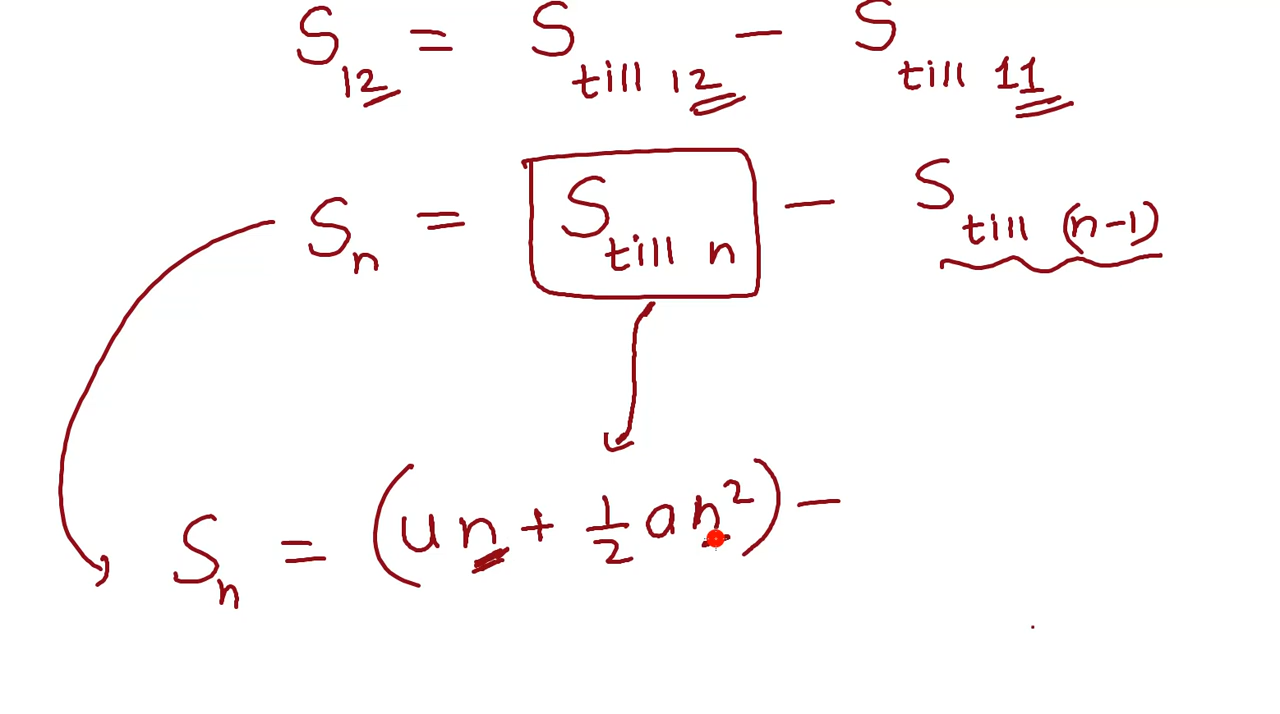 S₁₂ = S till 12 − S till 11
Sₙ = S till n − S till (n−1)
Sₙ = (un + ½ an²) −